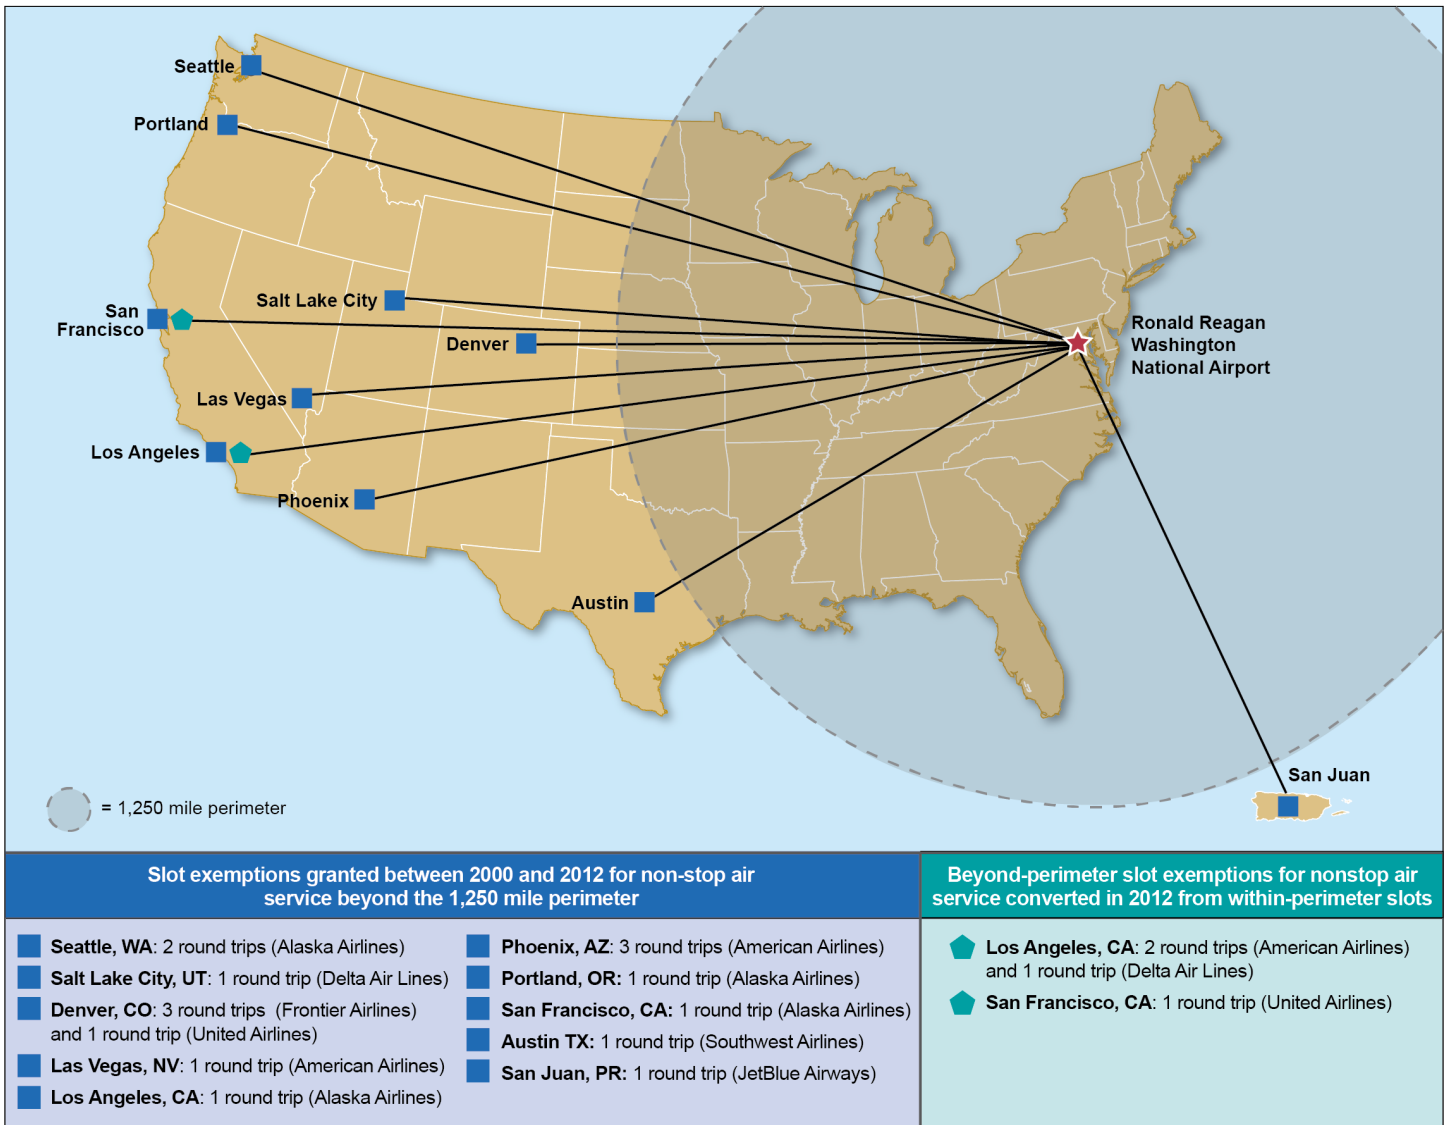 Seattle
Portland
Salt Lake City
San
Francisco
Denver
Ronald Reagan
Washington
National Airport
Las Vegas
Los Angeles
Phoenix
Austin
San Juan
= 1,250 mile perimeter
Slot exemptions granted between 2000 and 2012 for non-stop air
service beyond the 1,250 mile perimeter
Seattle, WA: 2 round trips (Alaska Airlines)
Salt Lake City, UT: 1 round trip (Delta Air Lines)
Denver, CO: 3 round trips (Frontier Airlines)
and 1 round trip (United Airlines)
Las Vegas, NV: 1 round trip (American Airlines)
Los Angeles, CA: 1 round trip (Alaska Airlines)
Phoenix, AZ: 3 round trips (American Airlines)
Portland, OR: 1 round trip (Alaska Airlines)
San Francisco, CA: 1 round trip (Alaska Airlines)
Austin TX: 1 round trip (Southwest Airlines)
San Juan, PR: 1 round trip (JetBlue Airways)
Beyond-perimeter slot exemptions for nonstop air
service converted in 2012 from within-perimeter slots
Los Angeles, CA: 2 round trips (American Airlines)
and 1 round trip (Delta Air Lines)
San Francisco, CA: 1 round trip (United Airlines)